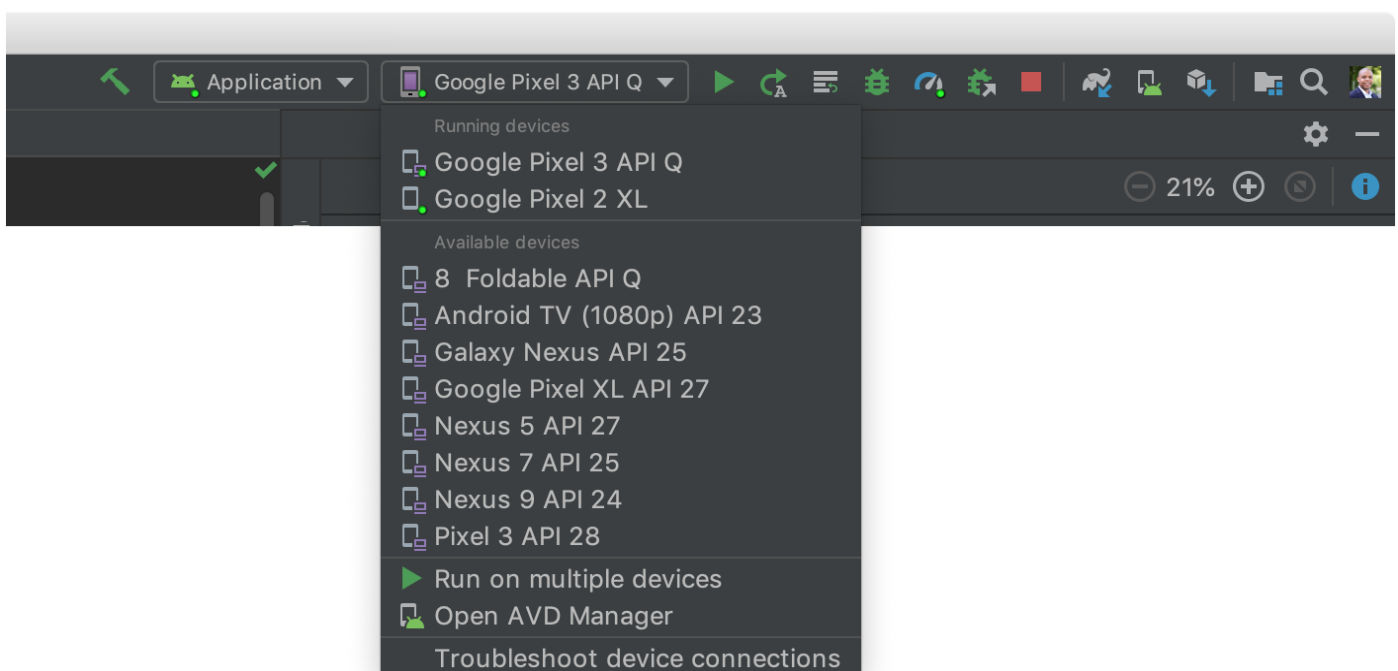 Application
Google Pixel 3 API Q
A
Running devices
Google Pixel 3 API Q
Google Pixel 2 XL
21%
Available devices
8 Foldable API Q
Android TV (1080p) API 23
Galaxy Nexus API 25
Google Pixel XL API 27
Nexus 5 API 27
Nexus 7 API 25
Nexus 9 API 24
Pixel 3 API 28
Run on multiple devices
Open AVD Manager
Troubleshoot device connections